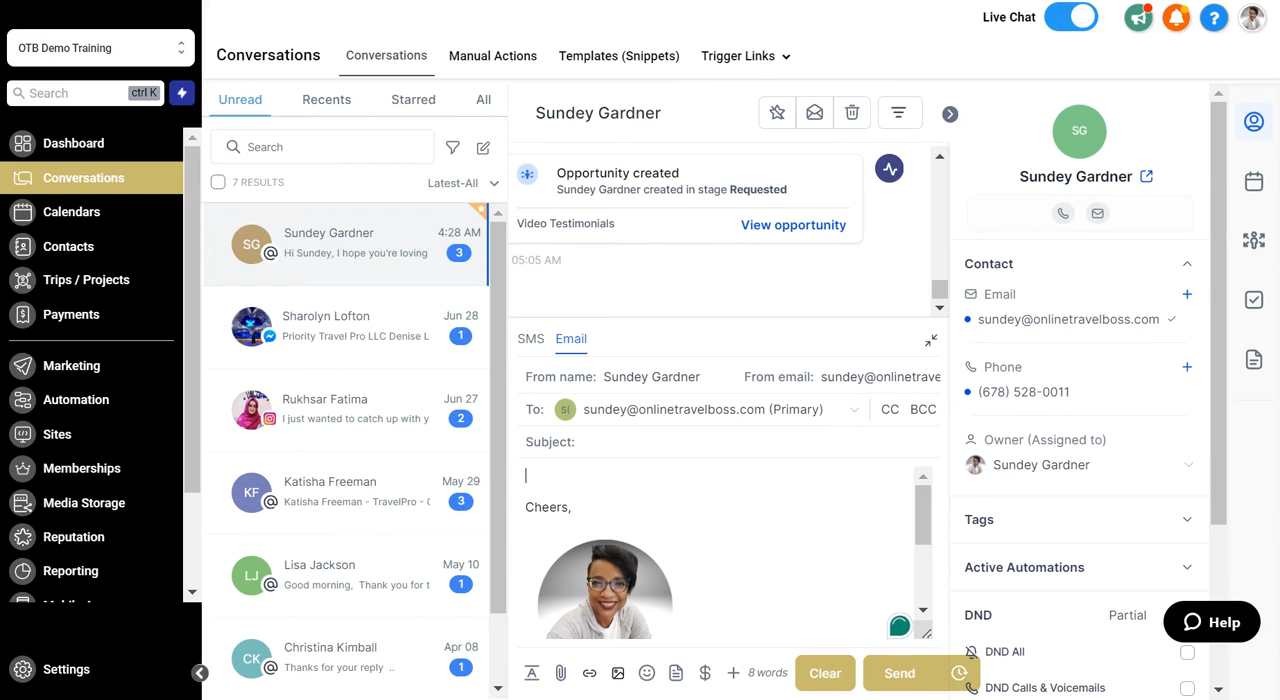 Live Chat
OTB Demo Training
Search
ctrl K
Dashboard
Conversations
Calendars
Contacts
Trips / Projects
Payments
Marketing
Automation
Sites
Memberships
Media Storage
Reputation
Reporting
Settings
Conversations
Conversations
Manual Actions
Templates (Snippets)
Trigger Links
Unread
Recents
Starred
All
Search
7 RESULTS
Latest-All
SG
Sundey Gardner
4:28 AM
Hi Sundey, I hope you're loving
3
Sharolyn Lofton
Jun 28
Priority Travel Pro LLC Denise L
1
Rukhsar Fatima
Jun 27
I just wanted to catch up with y
2
KF
Katisha Freeman
May 29
Katisha Freeman - TravelPro - C
3
LJ
Lisa Jackson
May 10
Good morning, Thank you for t
1
CK
Christina Kimball
Apr 08
Thanks for your reply ..
1
Sundey Gardner
Opportunity created
Sundey Gardner created in stage Requested
Video Testimonials
View opportunity
05:05 AM
SMS
Email
From name: Sundey Gardner
From email: sundey@onlinetrave
To: S( sundey@onlinetravelboss.com (Primary)
CC BCC
Subject:
Cheers,
8 words
Clear
Send
SG
Sundey Gardner
Contact
Email
sundey@onlinetravelboss.com
Phone
(678) 528-0011
Owner (Assigned to)
Sundey Gardner
Tags
Active Automations
DND
Partial
DND All
DND Calls & Voicemails
Help